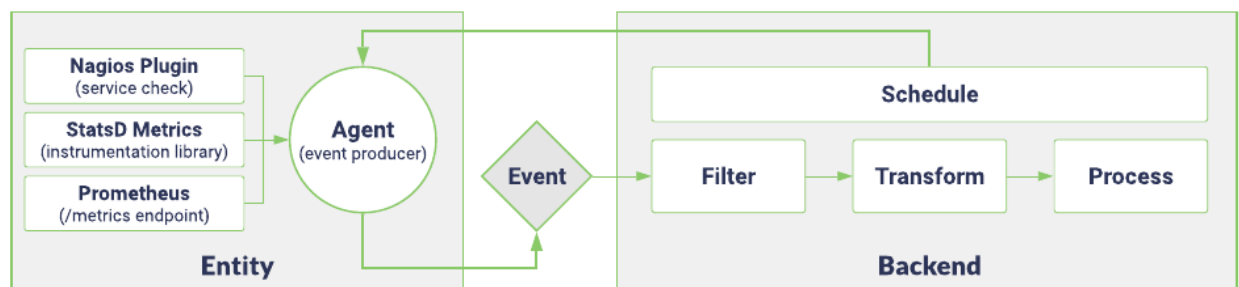 Nagios Plugin
(service check)
StatsD Metrics
(instrumentation library)
Prometheus
(/metrics endpoint)
Agent
(event producer)
Entity
Event
Schedule
Filter
Transform
Process
Backend